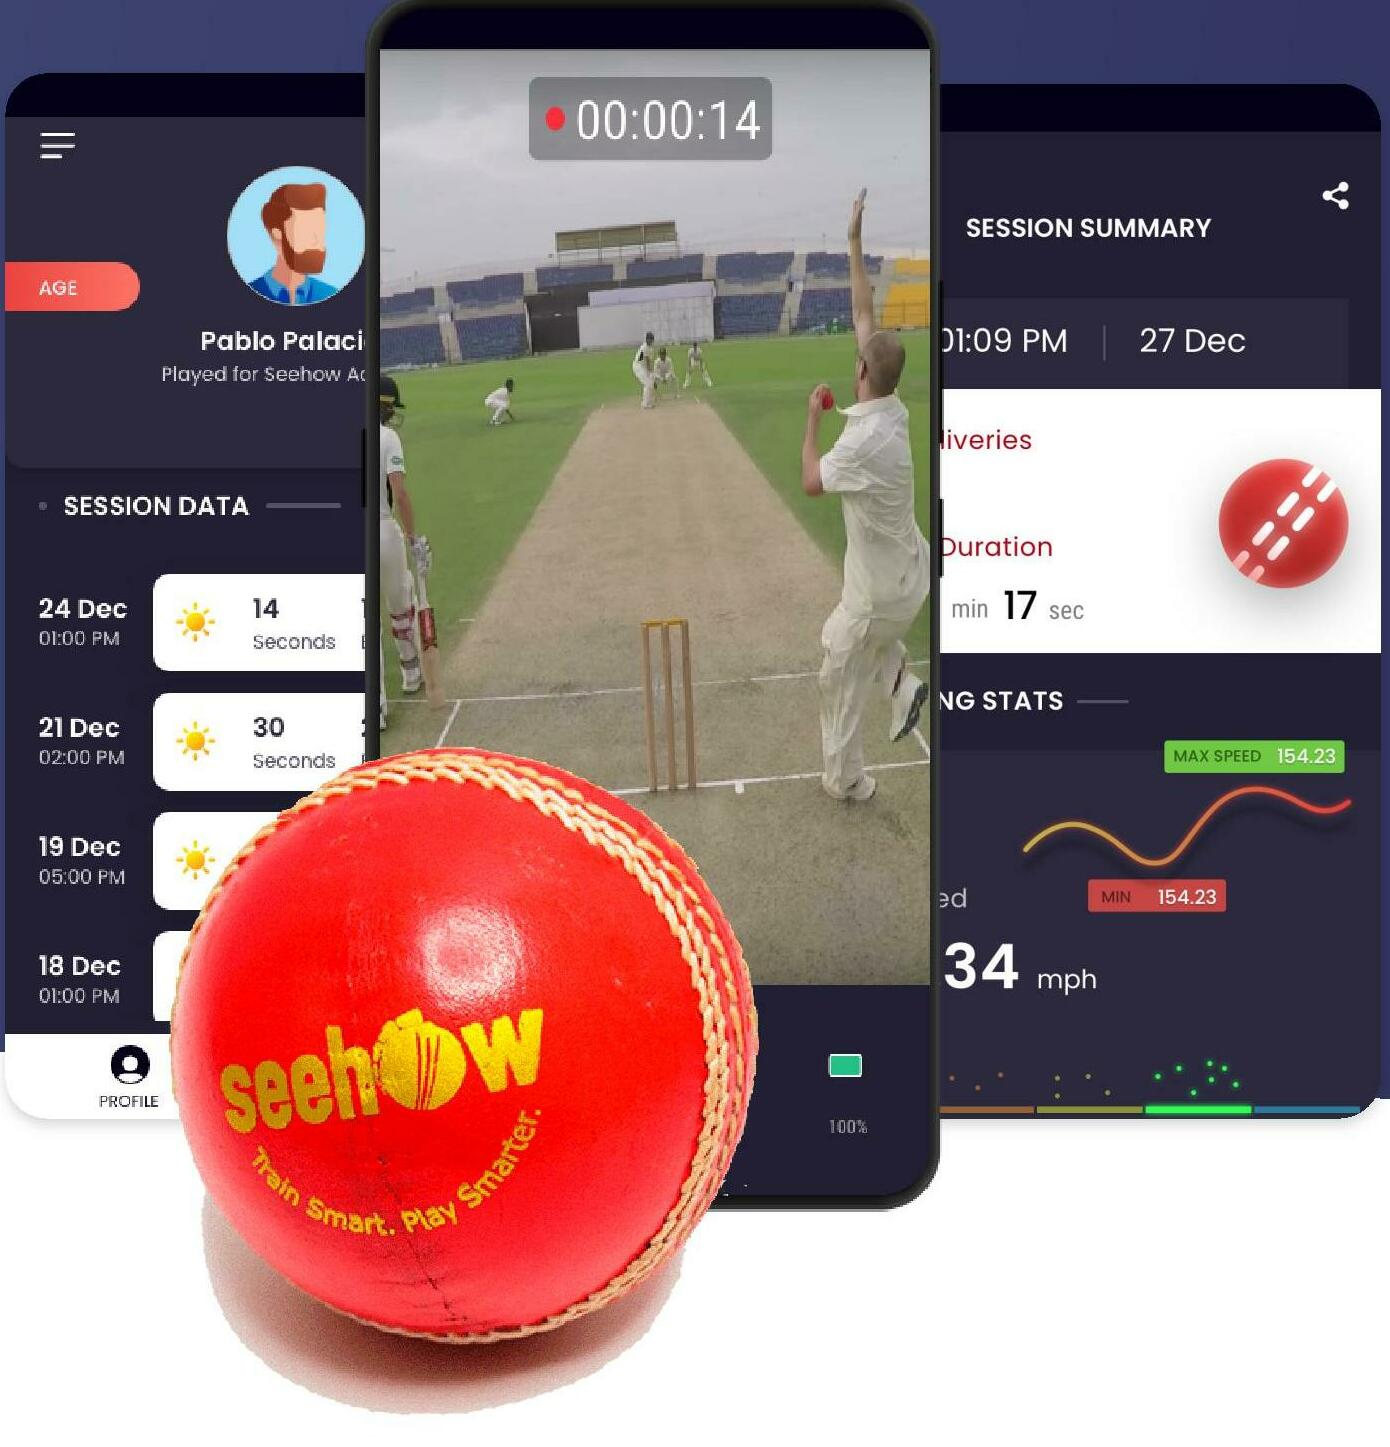 00:00:14
AGE
Pablo Palaci
Played for Seehow Ac
SESSION DATA
24 Dec
01:00 PM
14
Seconds
21 Dec
02:00 PM
30
Seconds
19 Dec
05:00 PM
18 Dec
01:00 PM
PROFILE
SESSION SUMMARY
01:09 PM
27 Dec
liveries
Duration
min 17 sec
NG STATS
MAX SPEED 154.23
MIN 154.23
ed
34 mph
100%
seehow
Train Smart. Play Smarter.